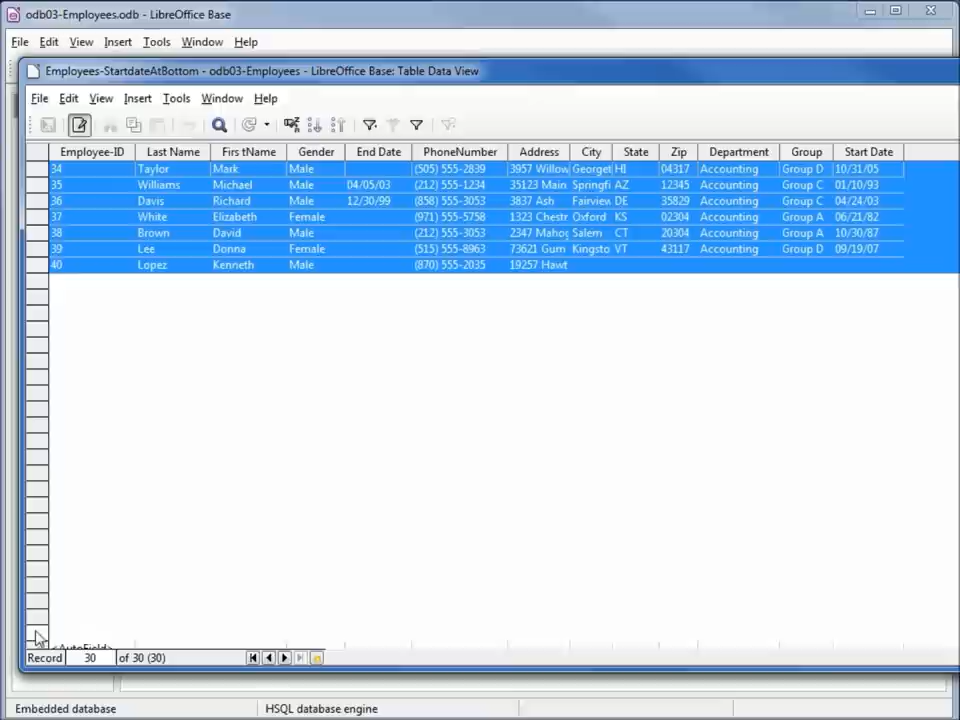 odb03-Employees.odb - LibreOffice Base
File Edit View Insert Tools Window Help
Employees-StartdateAtBottom - odb03-Employees - LibreOffice Base: Table Data View
File Edit View Insert Tools Window Help
Employee-ID Last Name Firs tName Gender End Date PhoneNumber Address City State Zip Department Group Start Date
34 Taylor Mark Male (505) 555-2839 3957 Willow Georget HI 04317 Accounting Group D 10/31/05
35 Williams Michael Male 04/05/03 (212) 555-1234 35123 Main Springfi AZ 12345 Accounting Group C 01/10/93
36 Davis Richard Male 12/30/99 (858) 555-3053 3837 Ash Fairview DE 35829 Accounting Group C 04/24/03
37 White Elizabeth Female (971) 555-5758 1323 Chestr Oxford KS 02304 Accounting Group A 06/21/82
38 Brown David Male (212) 555-3053 2347 Mahog Salem CT 20304 Accounting Group A 10/30/87
39 Lee Donna Female (515) 555-8963 73621 Gum Kingsto VT 43117 Accounting Group D 09/19/07
40 Lopez Kenneth Male (870) 555-2035 19257 Hawt
<AutoField>
Record 30 of 30 (30)
Embedded database HSQL database engine